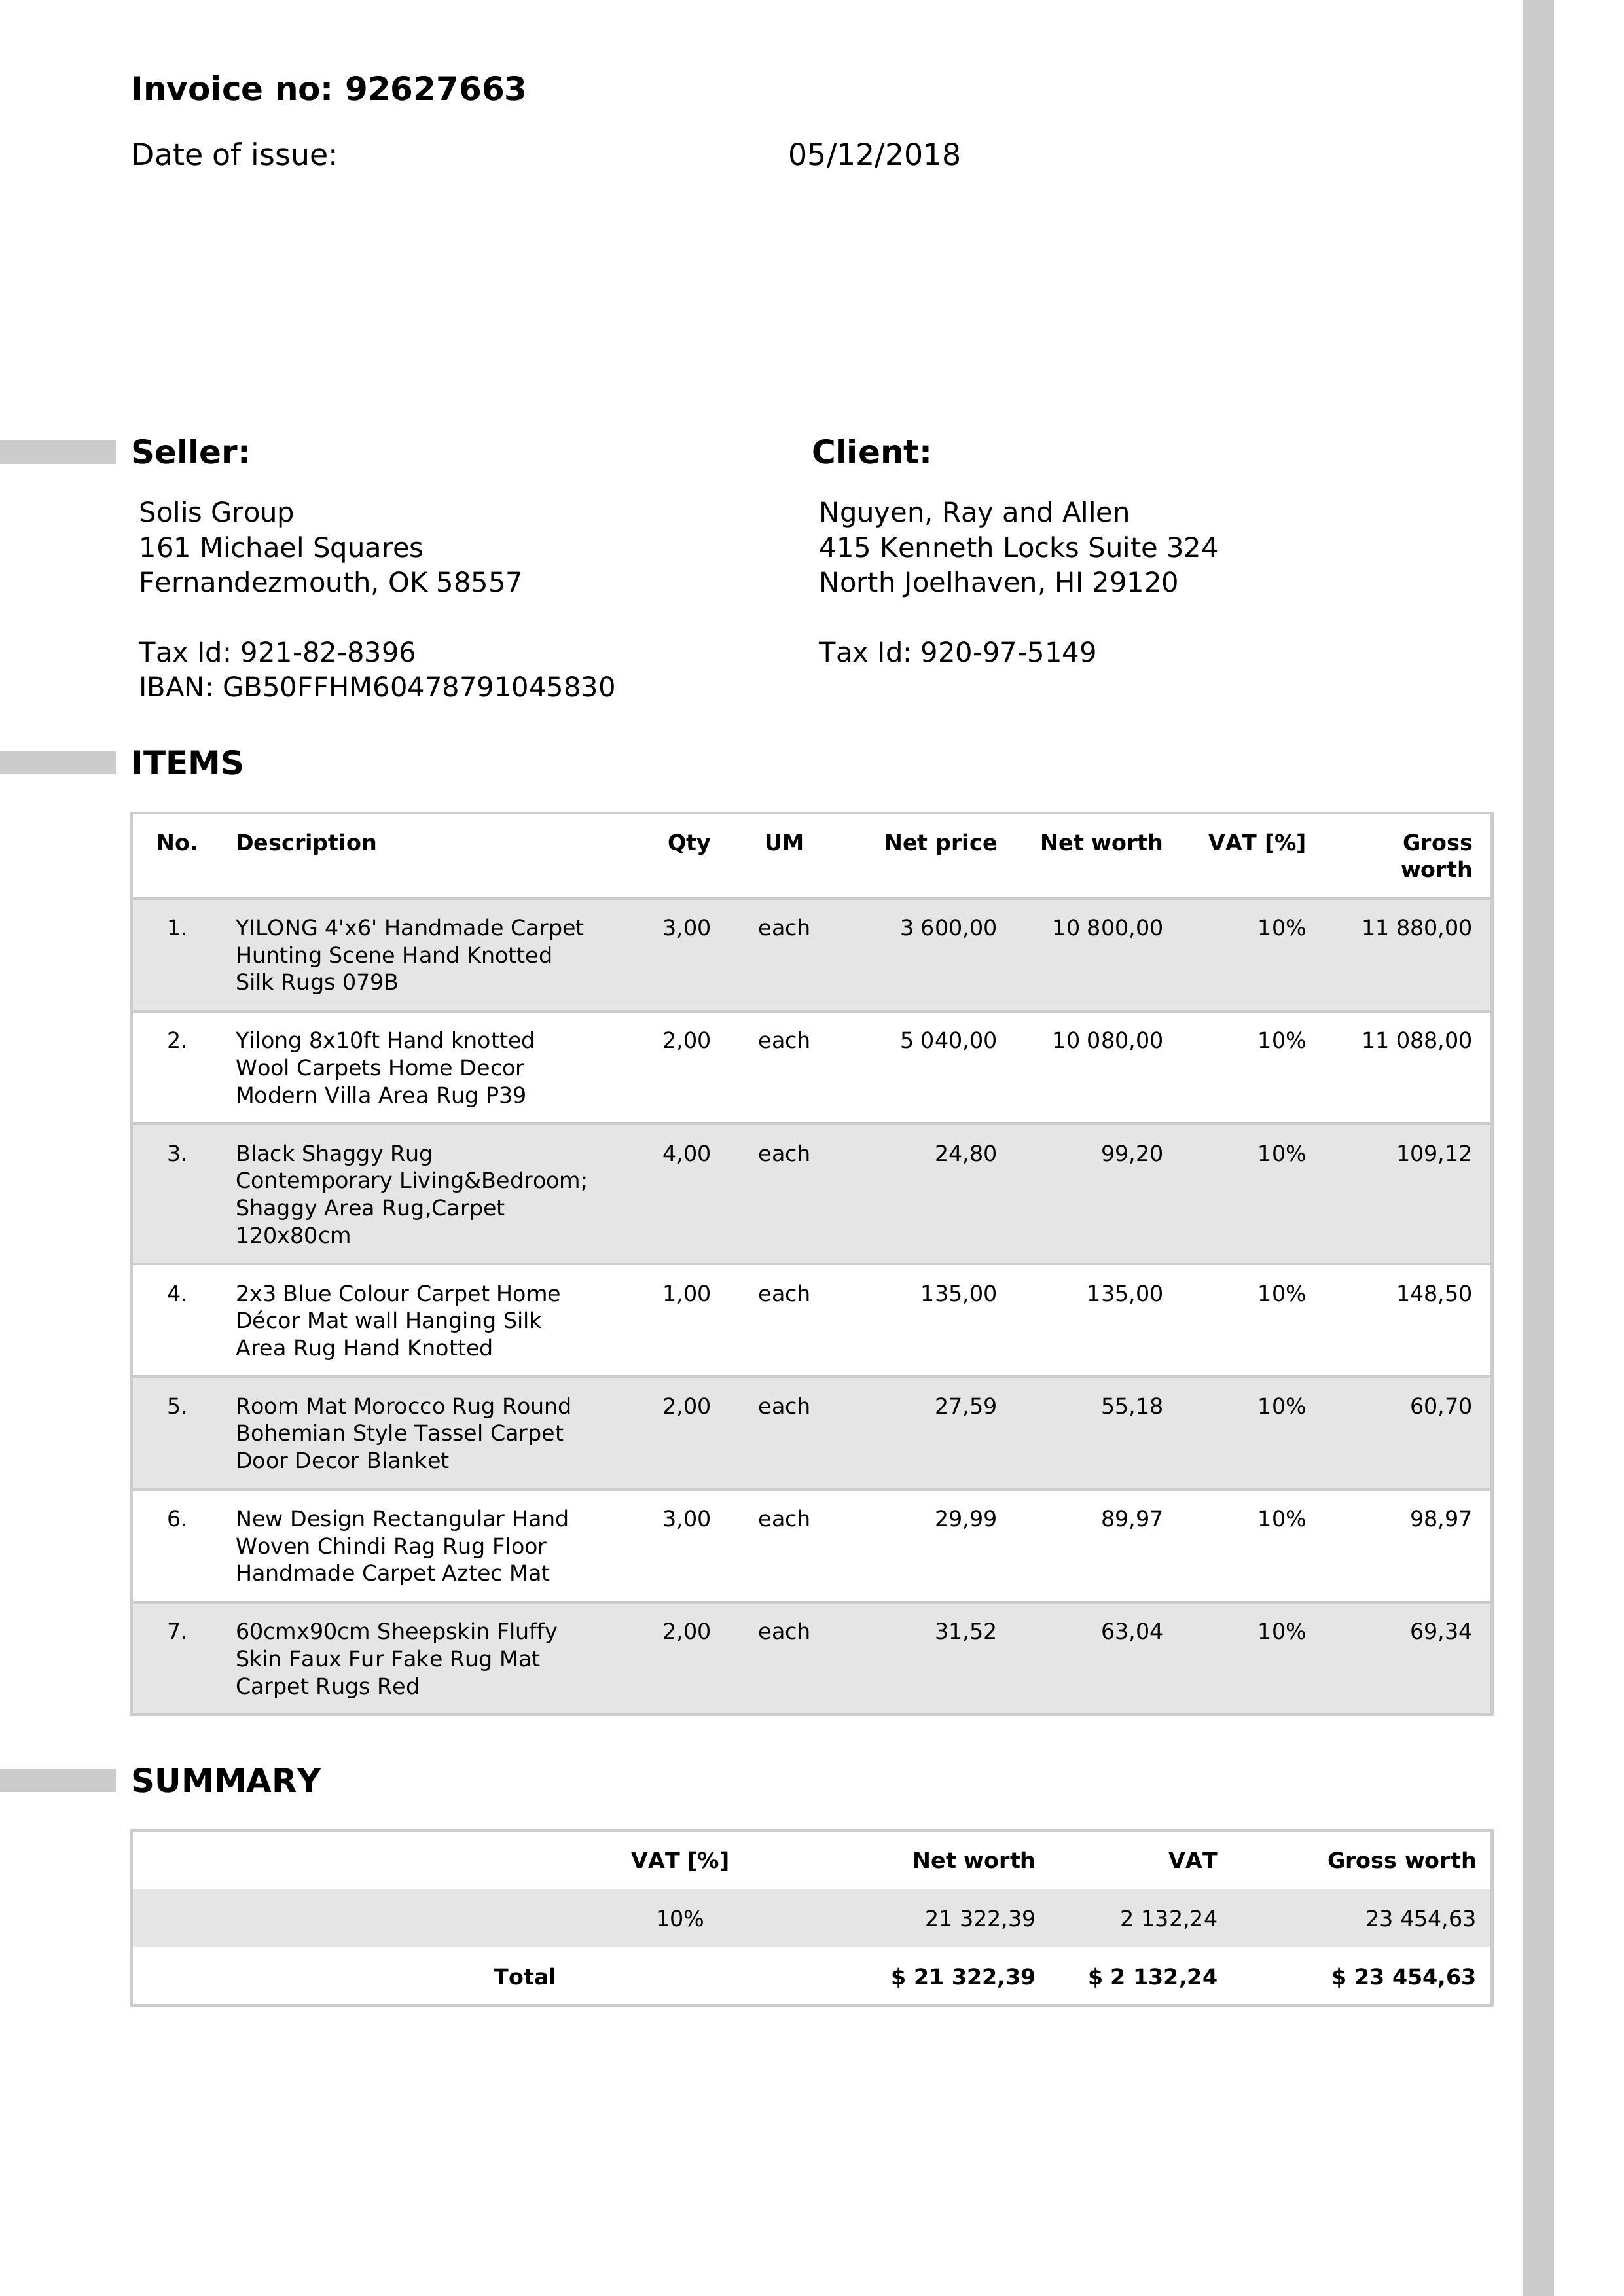 Invoice no: 92627663
Date of issue: 05/12/2018
Seller:
Solis Group
161 Michael Squares
Fernandezmouth, OK 58557
Tax Id: 921-82-8396
IBAN: GB50FFHM60478791045830
Client:
Nguyen, Ray and Allen
415 Kenneth Locks Suite 324
North Joelhaven, HI 29120
Tax Id: 920-97-5149
ITEMS
No. Description Qty UM Net price Net worth VAT [%] Gross
worth
1. YILONG 4'x6' Handmade Carpet 3,00 each 3 600,00 10 800,00 10% 11 880,00
Hunting Scene Hand Knotted
Silk Rugs 079B
2. Yilong 8x10ft Hand knotted 2,00 each 5 040,00 10 080,00 10% 11 088,00
Wool Carpets Home Decor
Modern Villa Area Rug P39
3. Black Shaggy Rug 4,00 each 24,80 99,20 10% 109,12
Contemporary Living&Bedroom;
Shaggy Area Rug,Carpet
120x80cm
4. 2x3 Blue Colour Carpet Home 1,00 each 135,00 135,00 10% 148,50
Décor Mat wall Hanging Silk
Area Rug Hand Knotted
5. Room Mat Morocco Rug Round 2,00 each 27,59 55,18 10% 60,70
Bohemian Style Tassel Carpet
Door Decor Blanket
6. New Design Rectangular Hand 3,00 each 29,99 89,97 10% 98,97
Woven Chindi Rag Rug Floor
Handmade Carpet Aztec Mat
7. 60cmx90cm Sheepskin Fluffy 2,00 each 31,52 63,04 10% 69,34
Skin Faux Fur Fake Rug Mat
Carpet Rugs Red
SUMMARY
VAT [%] Net worth VAT Gross worth
10% 21 322,39 2 132,24 23 454,63
Total $ 21 322,39 $ 2 132,24 $ 23 454,63